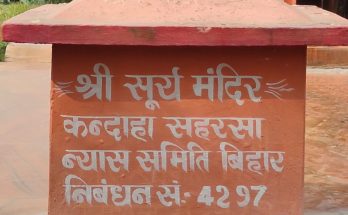 श्री सूर्य मंदिर
कन्दाहा सहरसा
न्यास समिति बिहार
निबंधन सं॰- 4297